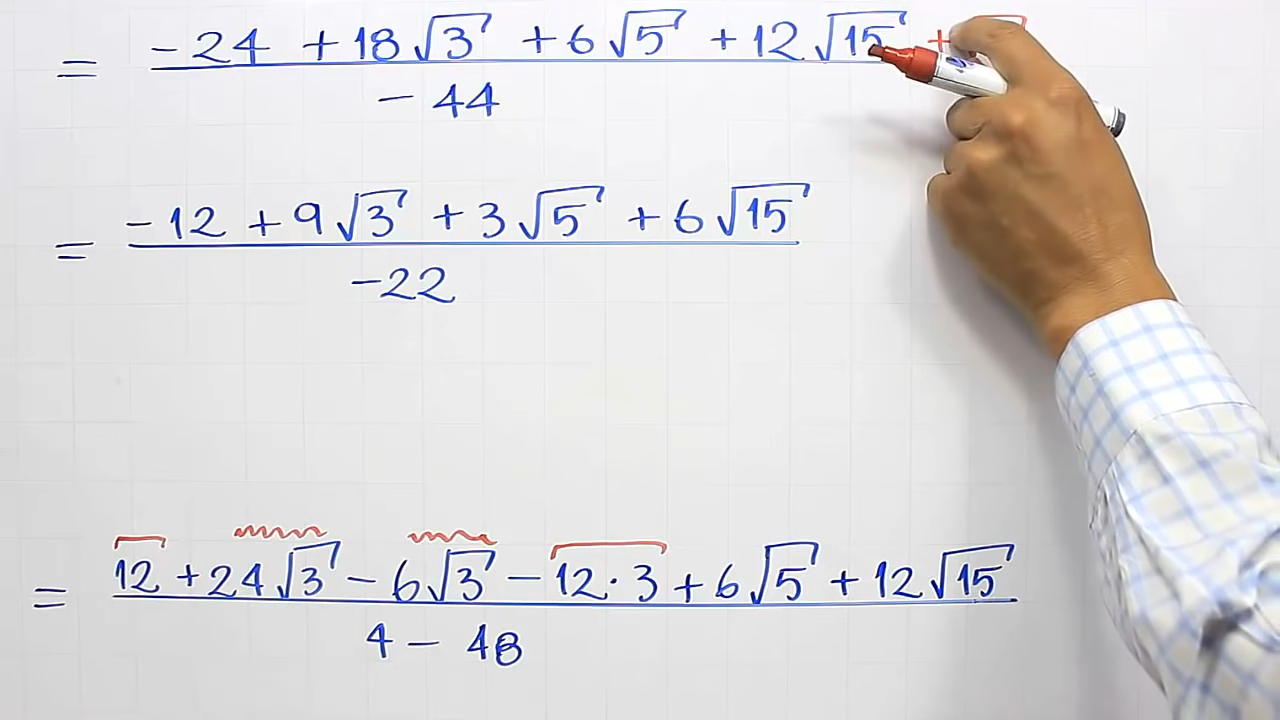 = -24 + 18√3 + 6√5 + 12√15 +
- 44
= -12 + 9√3 + 3√5 + 6√15
-22
= 12 + 24√3 - 6√3 - 12·3 + 6√5 + 12√15
4 - 48